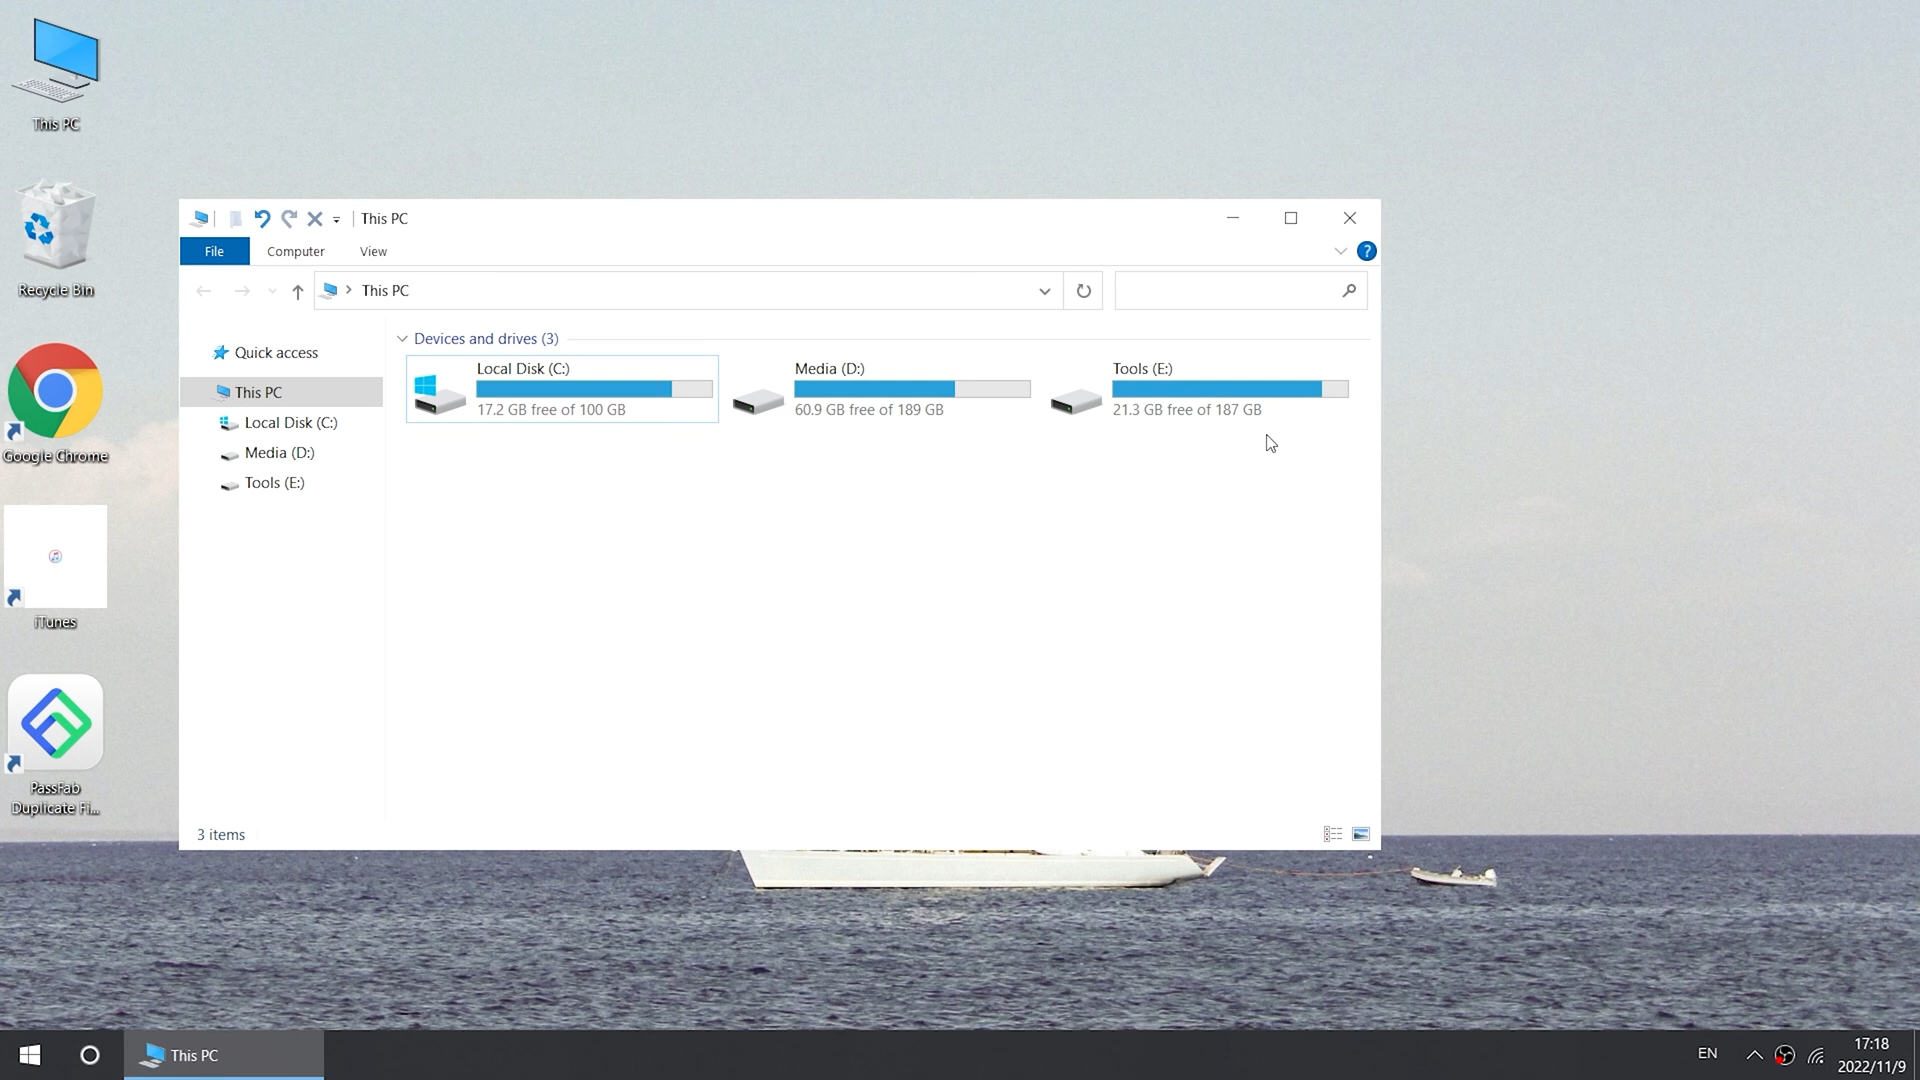 This PC
Recycle Bin
Google Chrome
iTunes
PassFab
Duplicate Fi...
This PC
File
Computer
View
This PC
Quick access
This PC
Local Disk (C:)
Media (D:)
Tools (E:)
Devices and drives (3)
Local Disk (C:)
17.2 GB free of 100 GB
Media (D:)
60.9 GB free of 189 GB
Tools (E:)
21.3 GB free of 187 GB
3 items
This PC
EN
17:18
2022/11/9